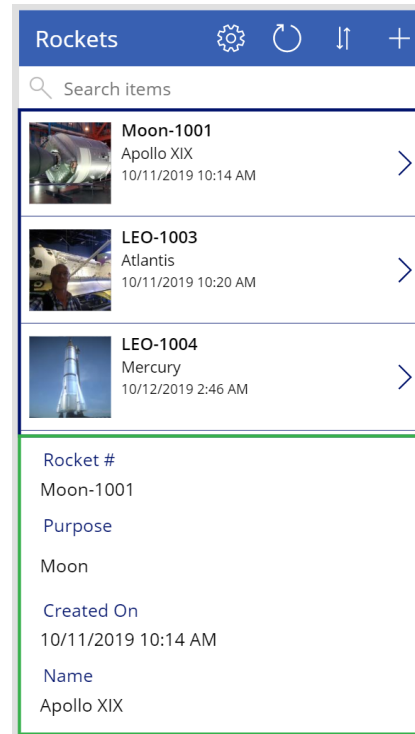 Rockets
Search items
Moon-1001
Apollo XIX
10/11/2019 10:14 AM
LEO-1003
Atlantis
10/11/2019 10:20 AM
LEO-1004
Mercury
10/12/2019 2:46 AM
Rocket #
Moon-1001
Purpose
Moon
Created On
10/11/2019 10:14 AM
Name
Apollo XIX